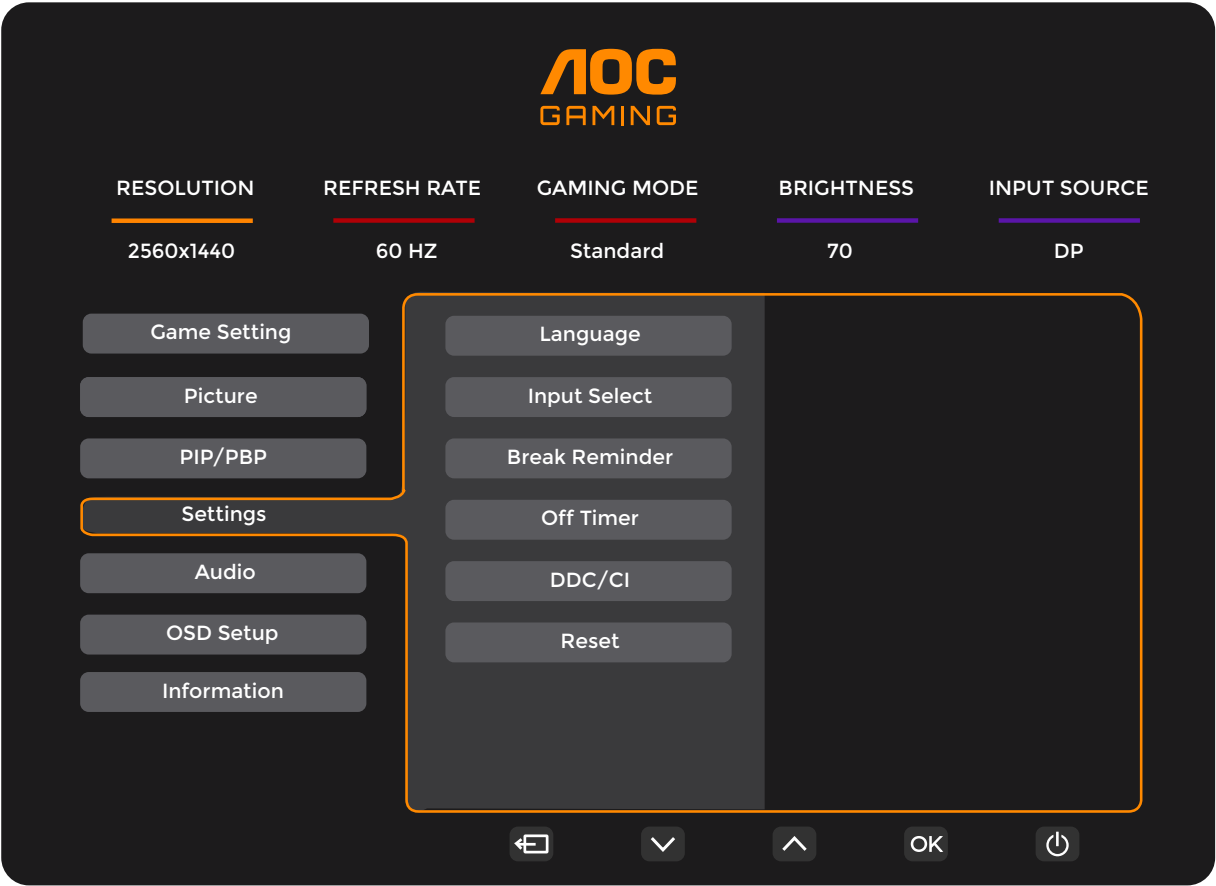 AOC
GAMING
RESOLUTION REFRESH RATE GAMING MODE BRIGHTNESS INPUT SOURCE
2560x1440 60 HZ Standard 70 DP
Game Setting
Picture
PIP/PBP
Settings
Audio
OSD Setup
Information
Language
Input Select
Break Reminder
Off Timer
DDC/CI
Reset
OK